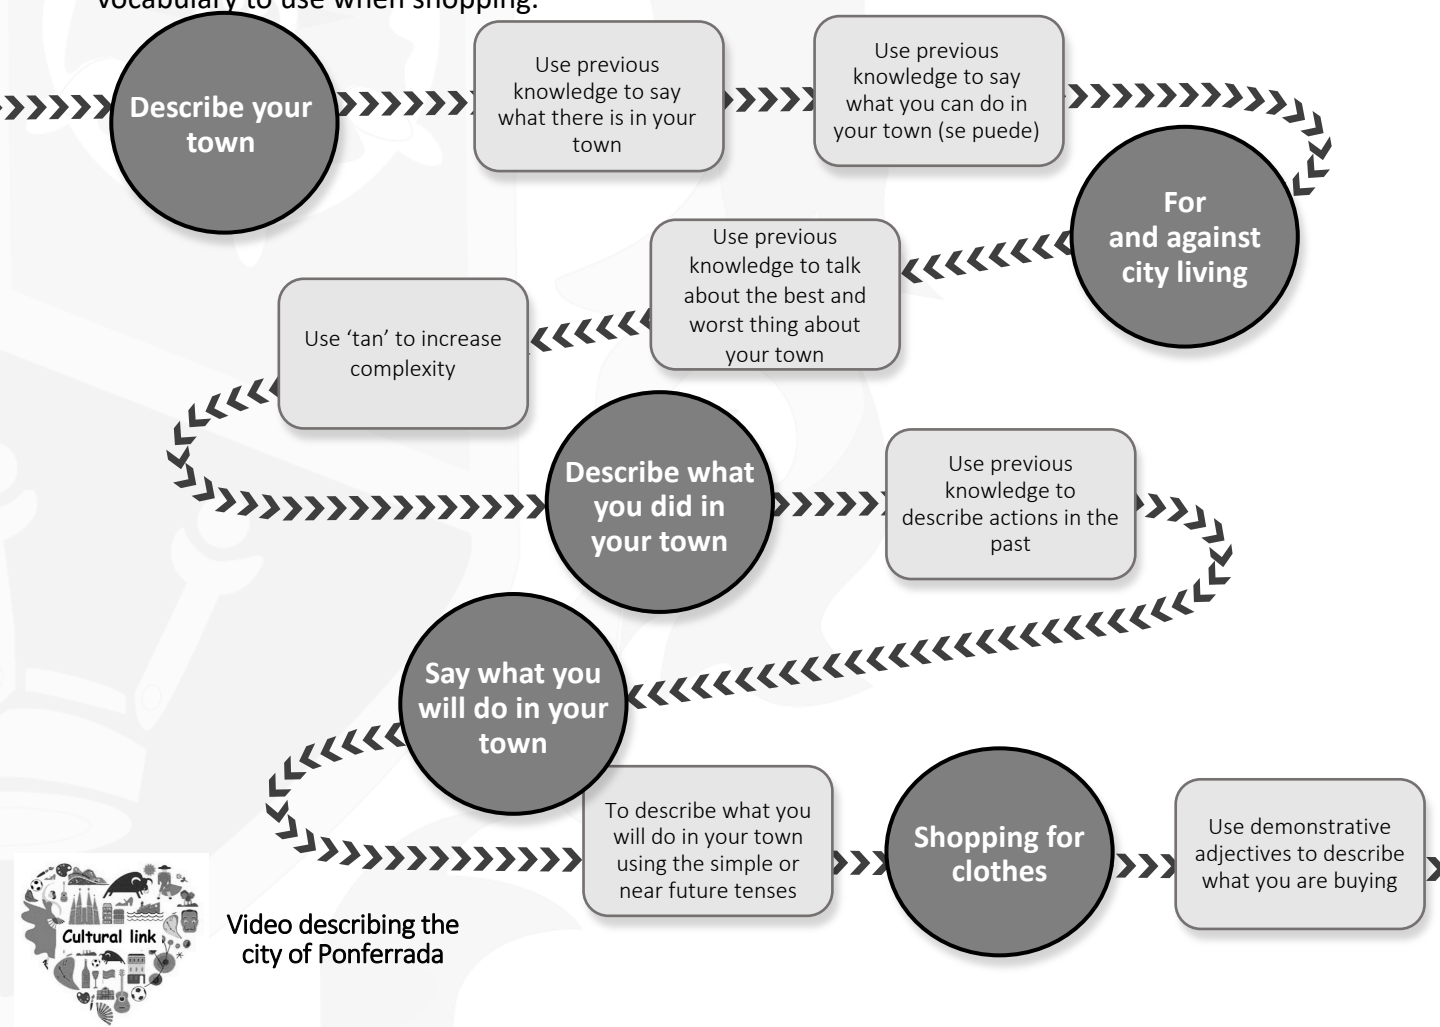 vocabulary to use when shopping.
Describe your
town
Use previous
knowledge to say
what there is in your
town
Use previous
knowledge to say
what you can do in
your town (se puede)
For
and against
city living
Use previous
knowledge to talk
about the best and
worst thing about
your town
Use ‘tan’ to increase
complexity
Describe what
you did in
your town
Use previous
knowledge to
describe actions in the
past
Say what you
will do in your
town
To describe what you
will do in your town
using the simple or
near future tenses
Shopping for
clothes
Use demonstrative
adjectives to describe
what you are buying
Cultural link
Video describing the
city of Ponferrada